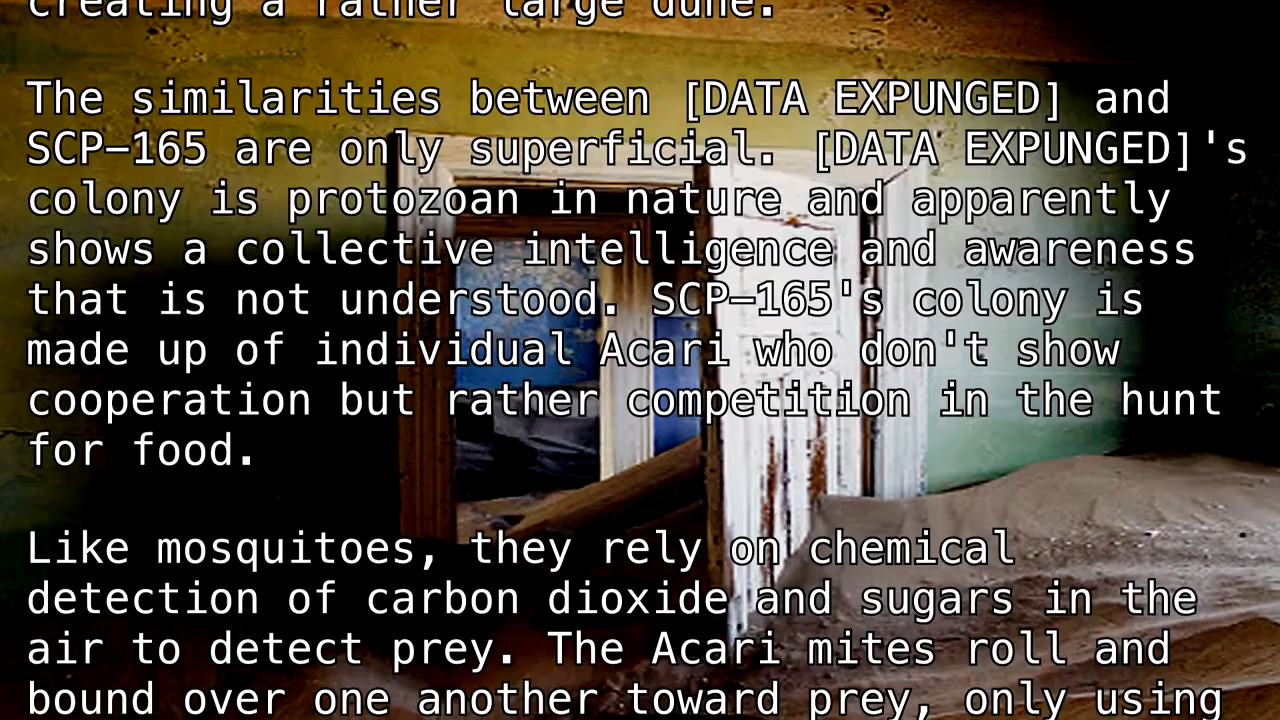 creating a rather large dune.
The similarities between [DATA EXPUNGED] and
SCP–165 are only superficial. [DATA EXPUNGED]'s
colony is protozoan in nature and apparently
shows a collective intelligence and awareness
that is not understood. SCP–165's colony is
made up of individual Acari who don't show
cooperation but rather competition in the hunt
for food.
Like mosquitoes, they rely on chemical
detection of carbon dioxide and sugars in the
air to detect prey. The Acari mites roll and
bound over one another toward prey, only using